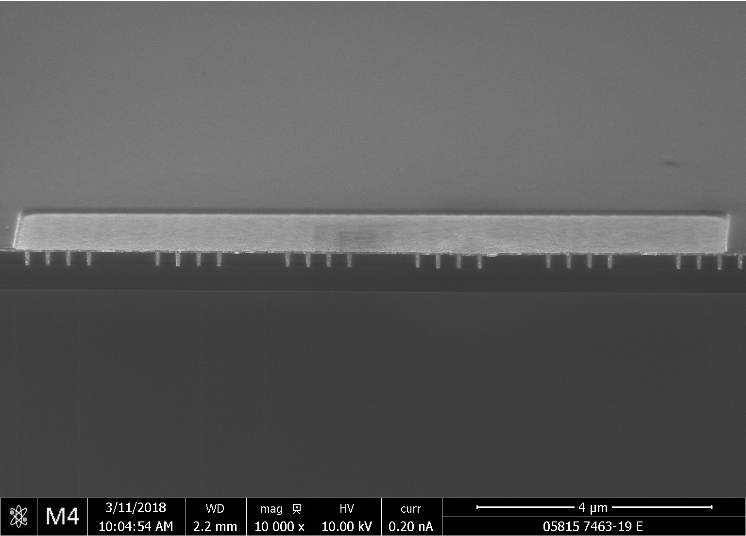 M4
3/11/2018
10:04:54 AM
WD
2.2 mm
mag
10 000 x
HV
10.00 kV
curr
0.20 nA
4 µm
05815 7463-19 E